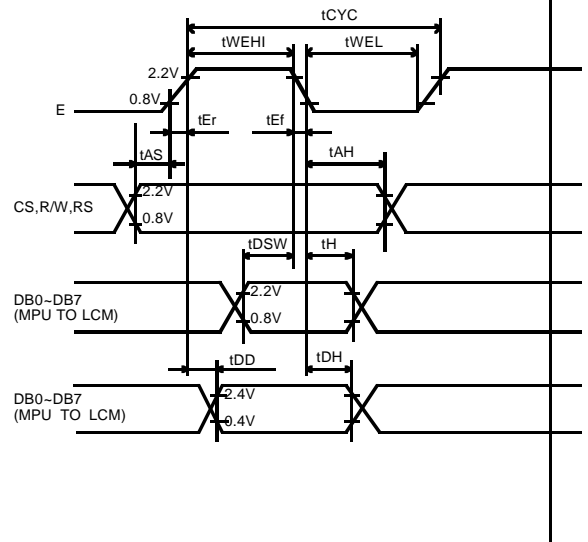 tCYC
tWEHI tWEL
2.2V
0.8V
E
tEr tEf
tAS tAH
2.2V
CS,R/W,RS
0.8V
tDSW tH
2.2V
DB0~DB7
(MPU TO LCM) 0.8V
tDD tDH
2.4V
DB0~DB7
(MPU TO LCM) 0.4V